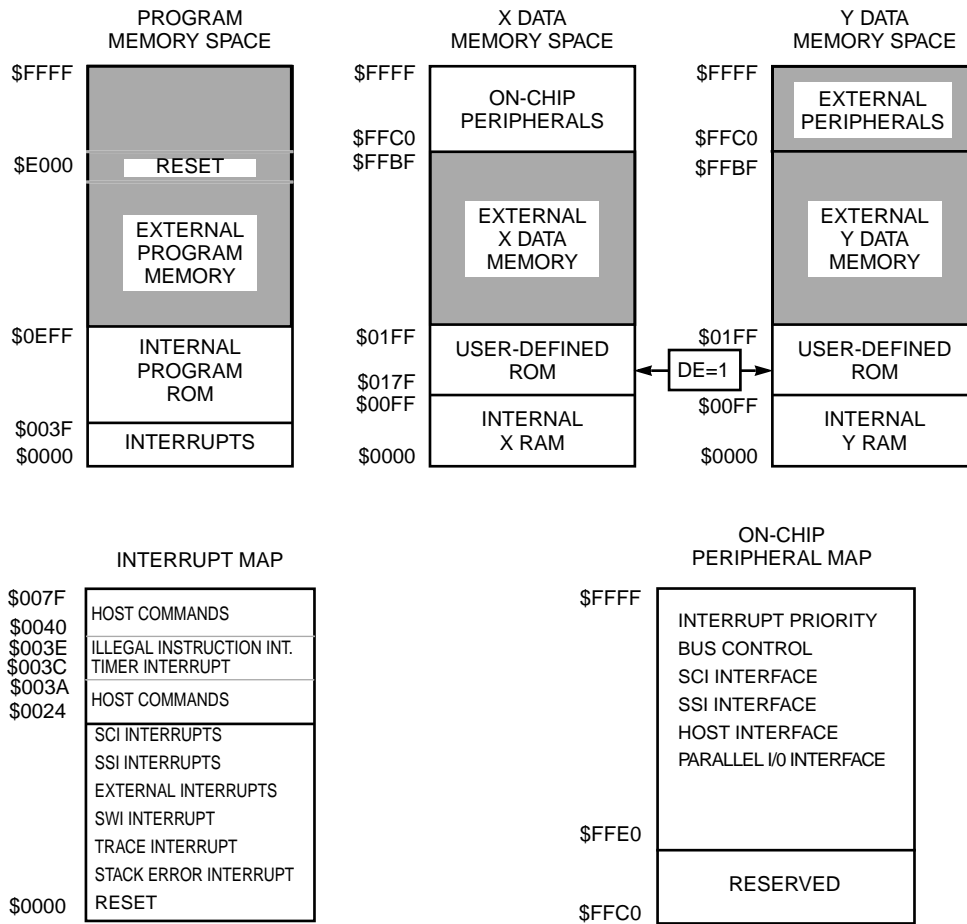 PROGRAM
MEMORY SPACE
$FFFF
$E000
RESET
EXTERNAL
PROGRAM
MEMORY
$0EFF
INTERNAL
PROGRAM
ROM
$003F
INTERRUPTS
$0000
X DATA
MEMORY SPACE
$FFFF
ON-CHIP
PERIPHERALS
$FFC0
$FFBF
EXTERNAL
X DATA
MEMORY
$01FF
USER-DEFINED
ROM
$017F
$00FF
INTERNAL
X RAM
$0000
DE=1
Y DATA
MEMORY SPACE
$FFFF
EXTERNAL
PERIPHERALS
$FFC0
$FFBF
EXTERNAL
Y DATA
MEMORY
$01FF
USER-DEFINED
ROM
$00FF
INTERNAL
Y RAM
$0000
INTERRUPT MAP
$007F
HOST COMMANDS
$0040
$003E
ILLEGAL INSTRUCTION INT.
$003C
TIMER INTERRUPT
$003A
HOST COMMANDS
$0024
SCI INTERRUPTS
SSI INTERRUPTS
EXTERNAL INTERRUPTS
SWI INTERRUPT
TRACE INTERRUPT
STACK ERROR INTERRUPT
$0000
RESET
ON-CHIP
PERIPHERAL MAP
$FFFF
INTERRUPT PRIORITY
BUS CONTROL
SCI INTERFACE
SSI INTERFACE
HOST INTERFACE
PARALLEL I/0 INTERFACE
$FFE0
RESERVED
$FFC0